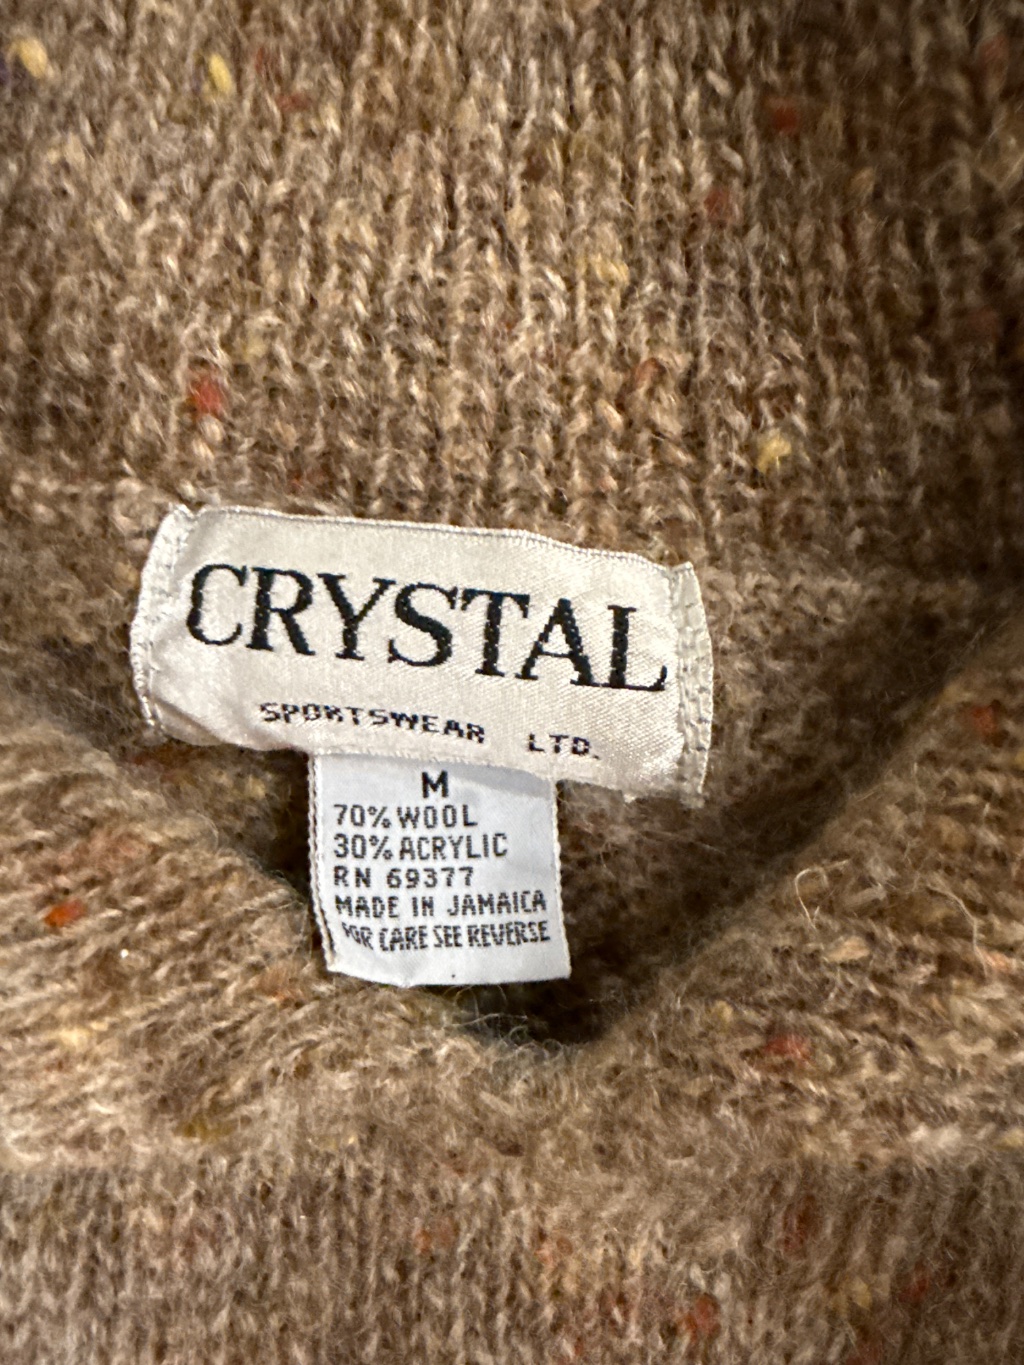 CRYSTAL
SPORTSWEAR LTD.
M
70% WOOL
30% ACRYLIC
RN 69377
MADE IN JAMAICA
FOR CARE SEE REVERSE